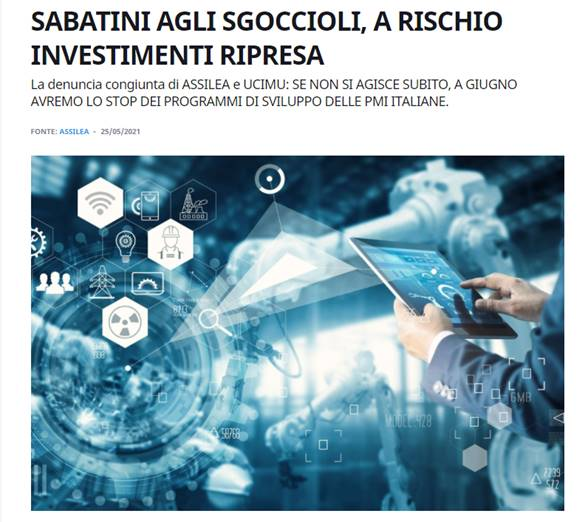 SABATINI AGLI SGOCCIOLI, A RISCHIO
INVESTIMENTI RIPRESA
La denuncia congiunta di ASSILEA e UCIMU: SE NON SI AGISCE SUBITO, A GIUGNO
AVREMO LO STOP DEI PROGRAMMI DI SVILUPPO DELLE PMI ITALIANE.
FONTE: ASSILEA - 25/05/2021
GMB